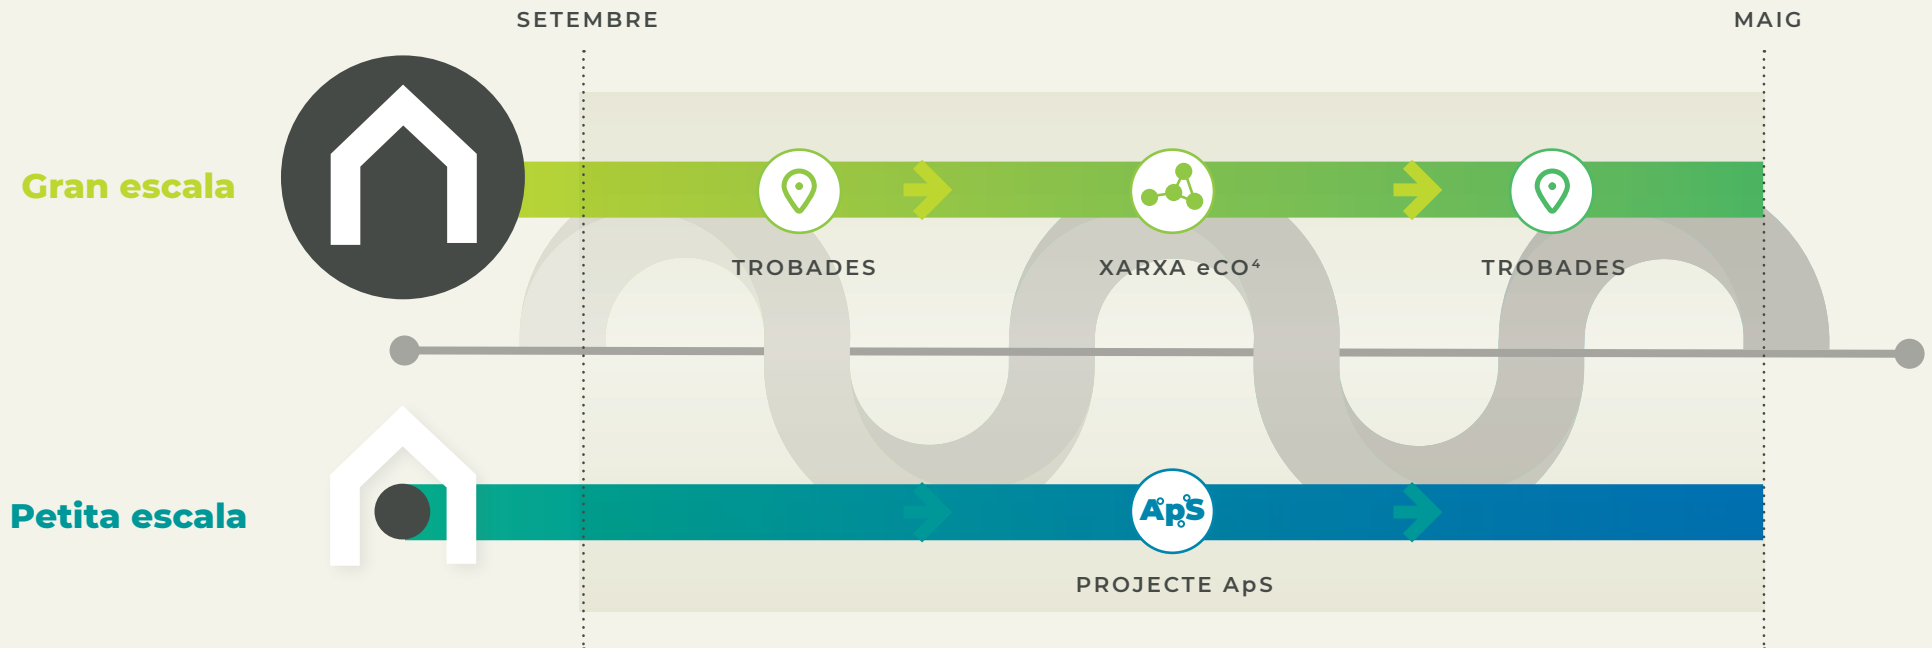 SETEMBRE
MAIG
Gran escala
TROBADES
XARXA eCO⁴
TROBADES
Petita escala
ApS
PROJECTE ApS